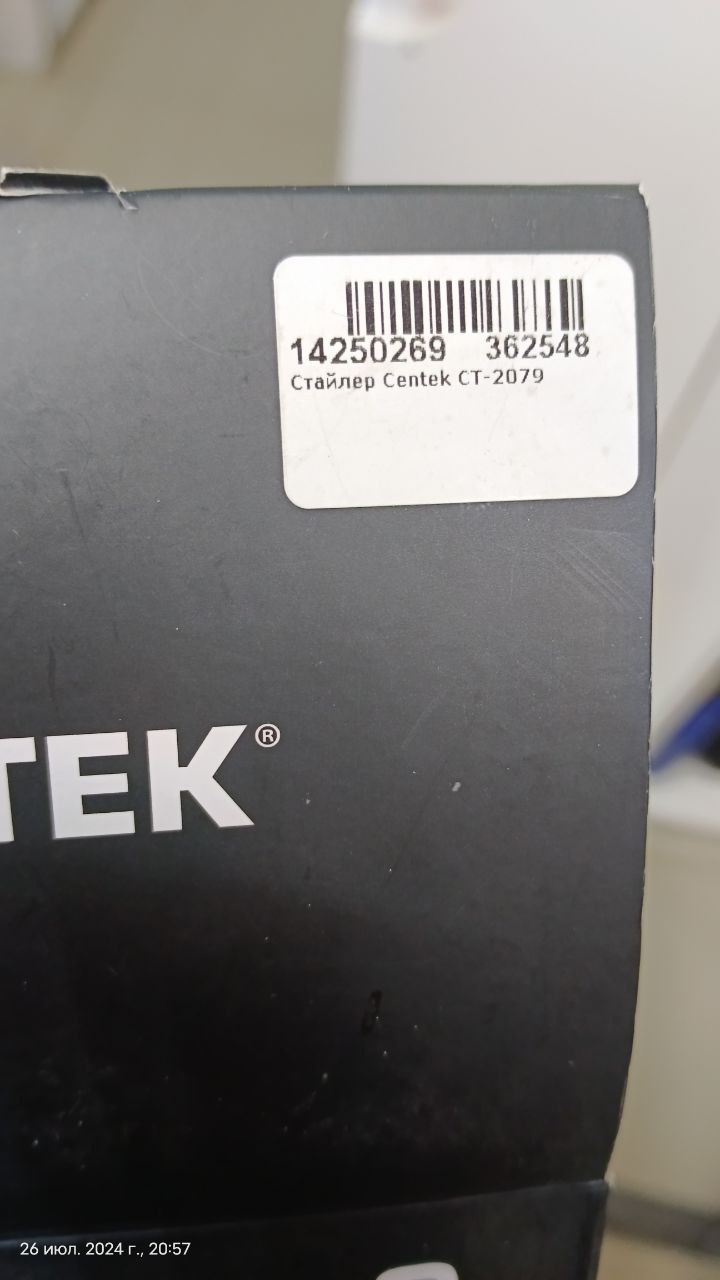 14250269 362548
Стайлер Centek CT-2079
TEK®
26 июл. 2024 г., 20:57